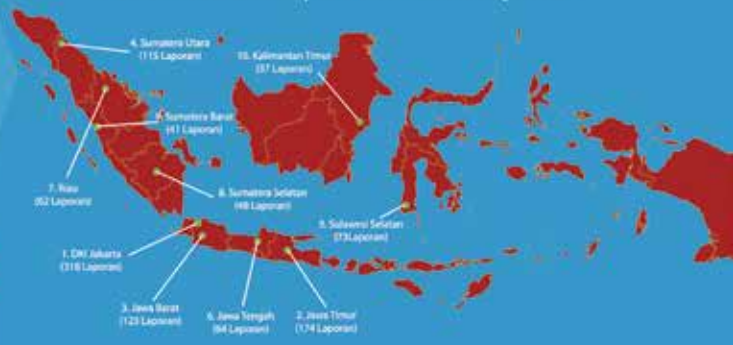 4. Sumatera Utara
(115 Laporan)
10. Kalimantan Timur
(37 Laporan)
9. Sumatera Barat
(41 Laporan)
7. Riau
(62 Laporan)
8. Sumatera Selatan
(48 Laporan)
5. Sulawesi Selatan
(73Laporan)
1. DKI Jakarta
(318 Laporan)
3. Jawa Barat
(123 Laporan)
6. Jawa Tengah
(64 Laporan)
2. Jawa Timur
(174 Laporan)